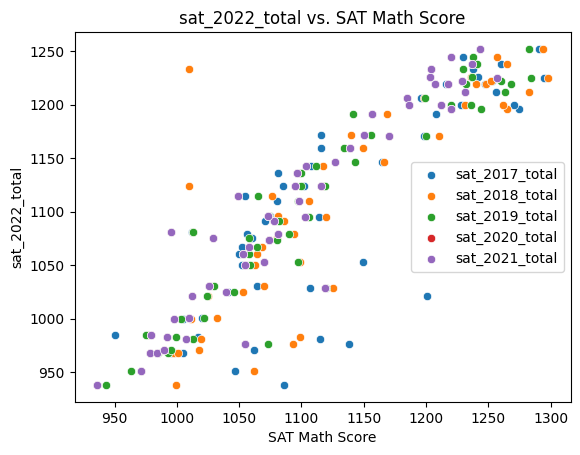 sat_2022_total vs. SAT Math Score
1250
1200
1150
1100
1050
1000
950
sat_2022_total
sat_2017_total
sat_2018_total
sat_2019_total
sat_2020_total
sat_2021_total
950 1000 1050 1100 1150 1200 1250 1300
SAT Math Score